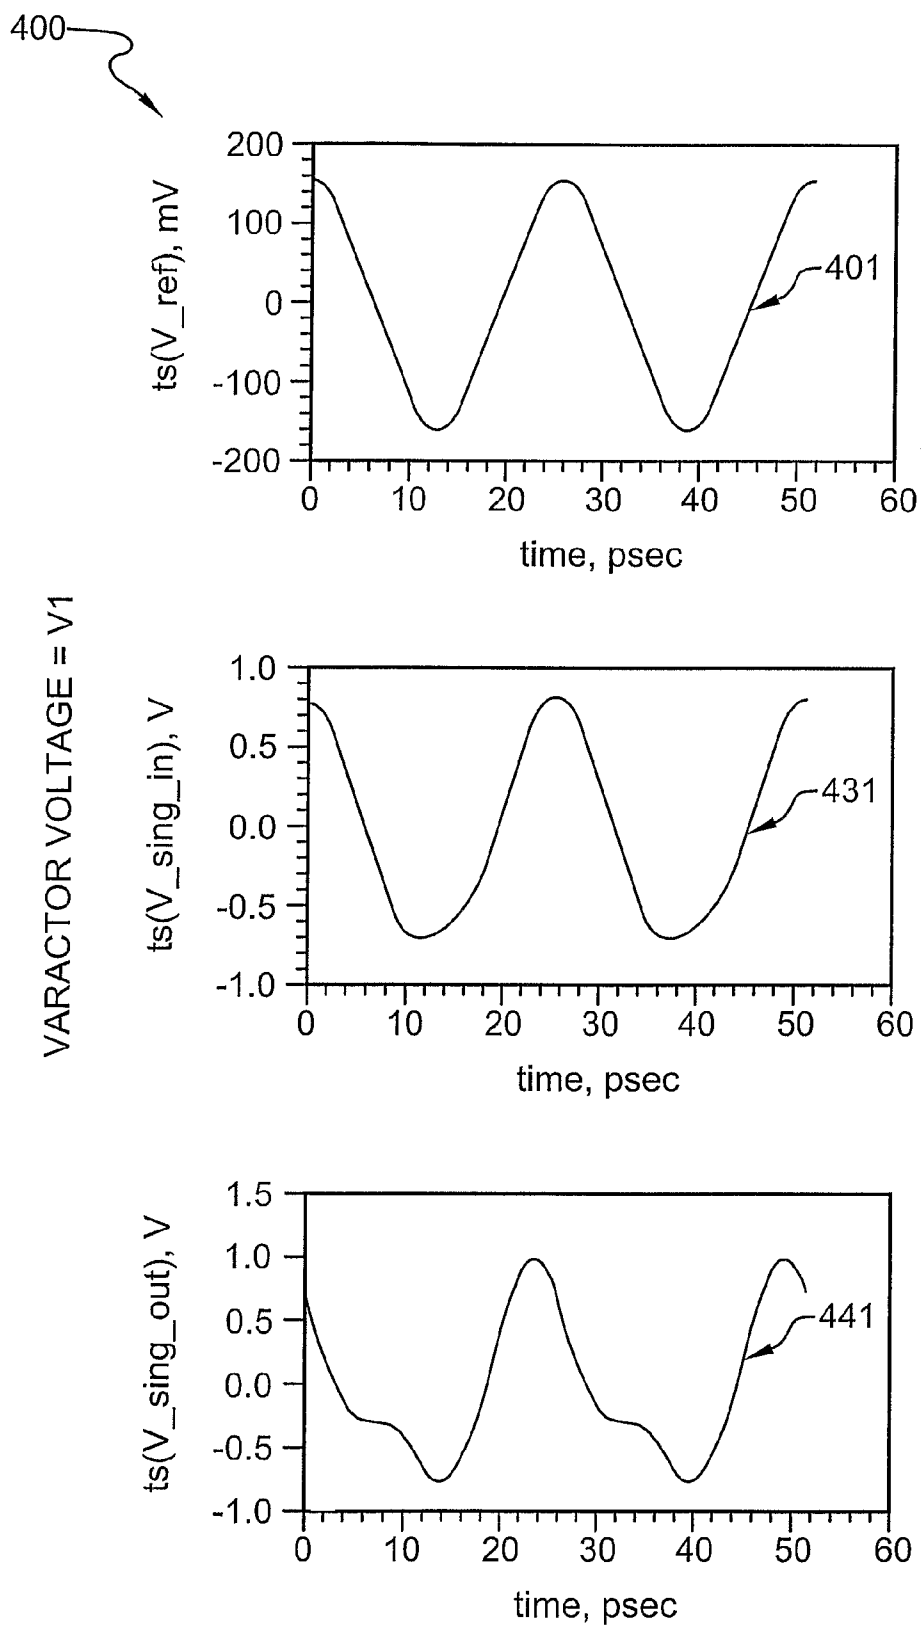 400
200
100
0
-100
-200
ts(V_ref), mV
401
0 10 20 30 40 50 60
time, psec
VARACTOR VOLTAGE = V1
1.0
0.5
0.0
-0.5
-1.0
ts(V_sing_in), V
431
0 10 20 30 40 50 60
time, psec
1.5
1.0
0.5
0.0
-0.5
-1.0
ts(V_sing_out), V
441
0 10 20 30 40 50 60
time, psec